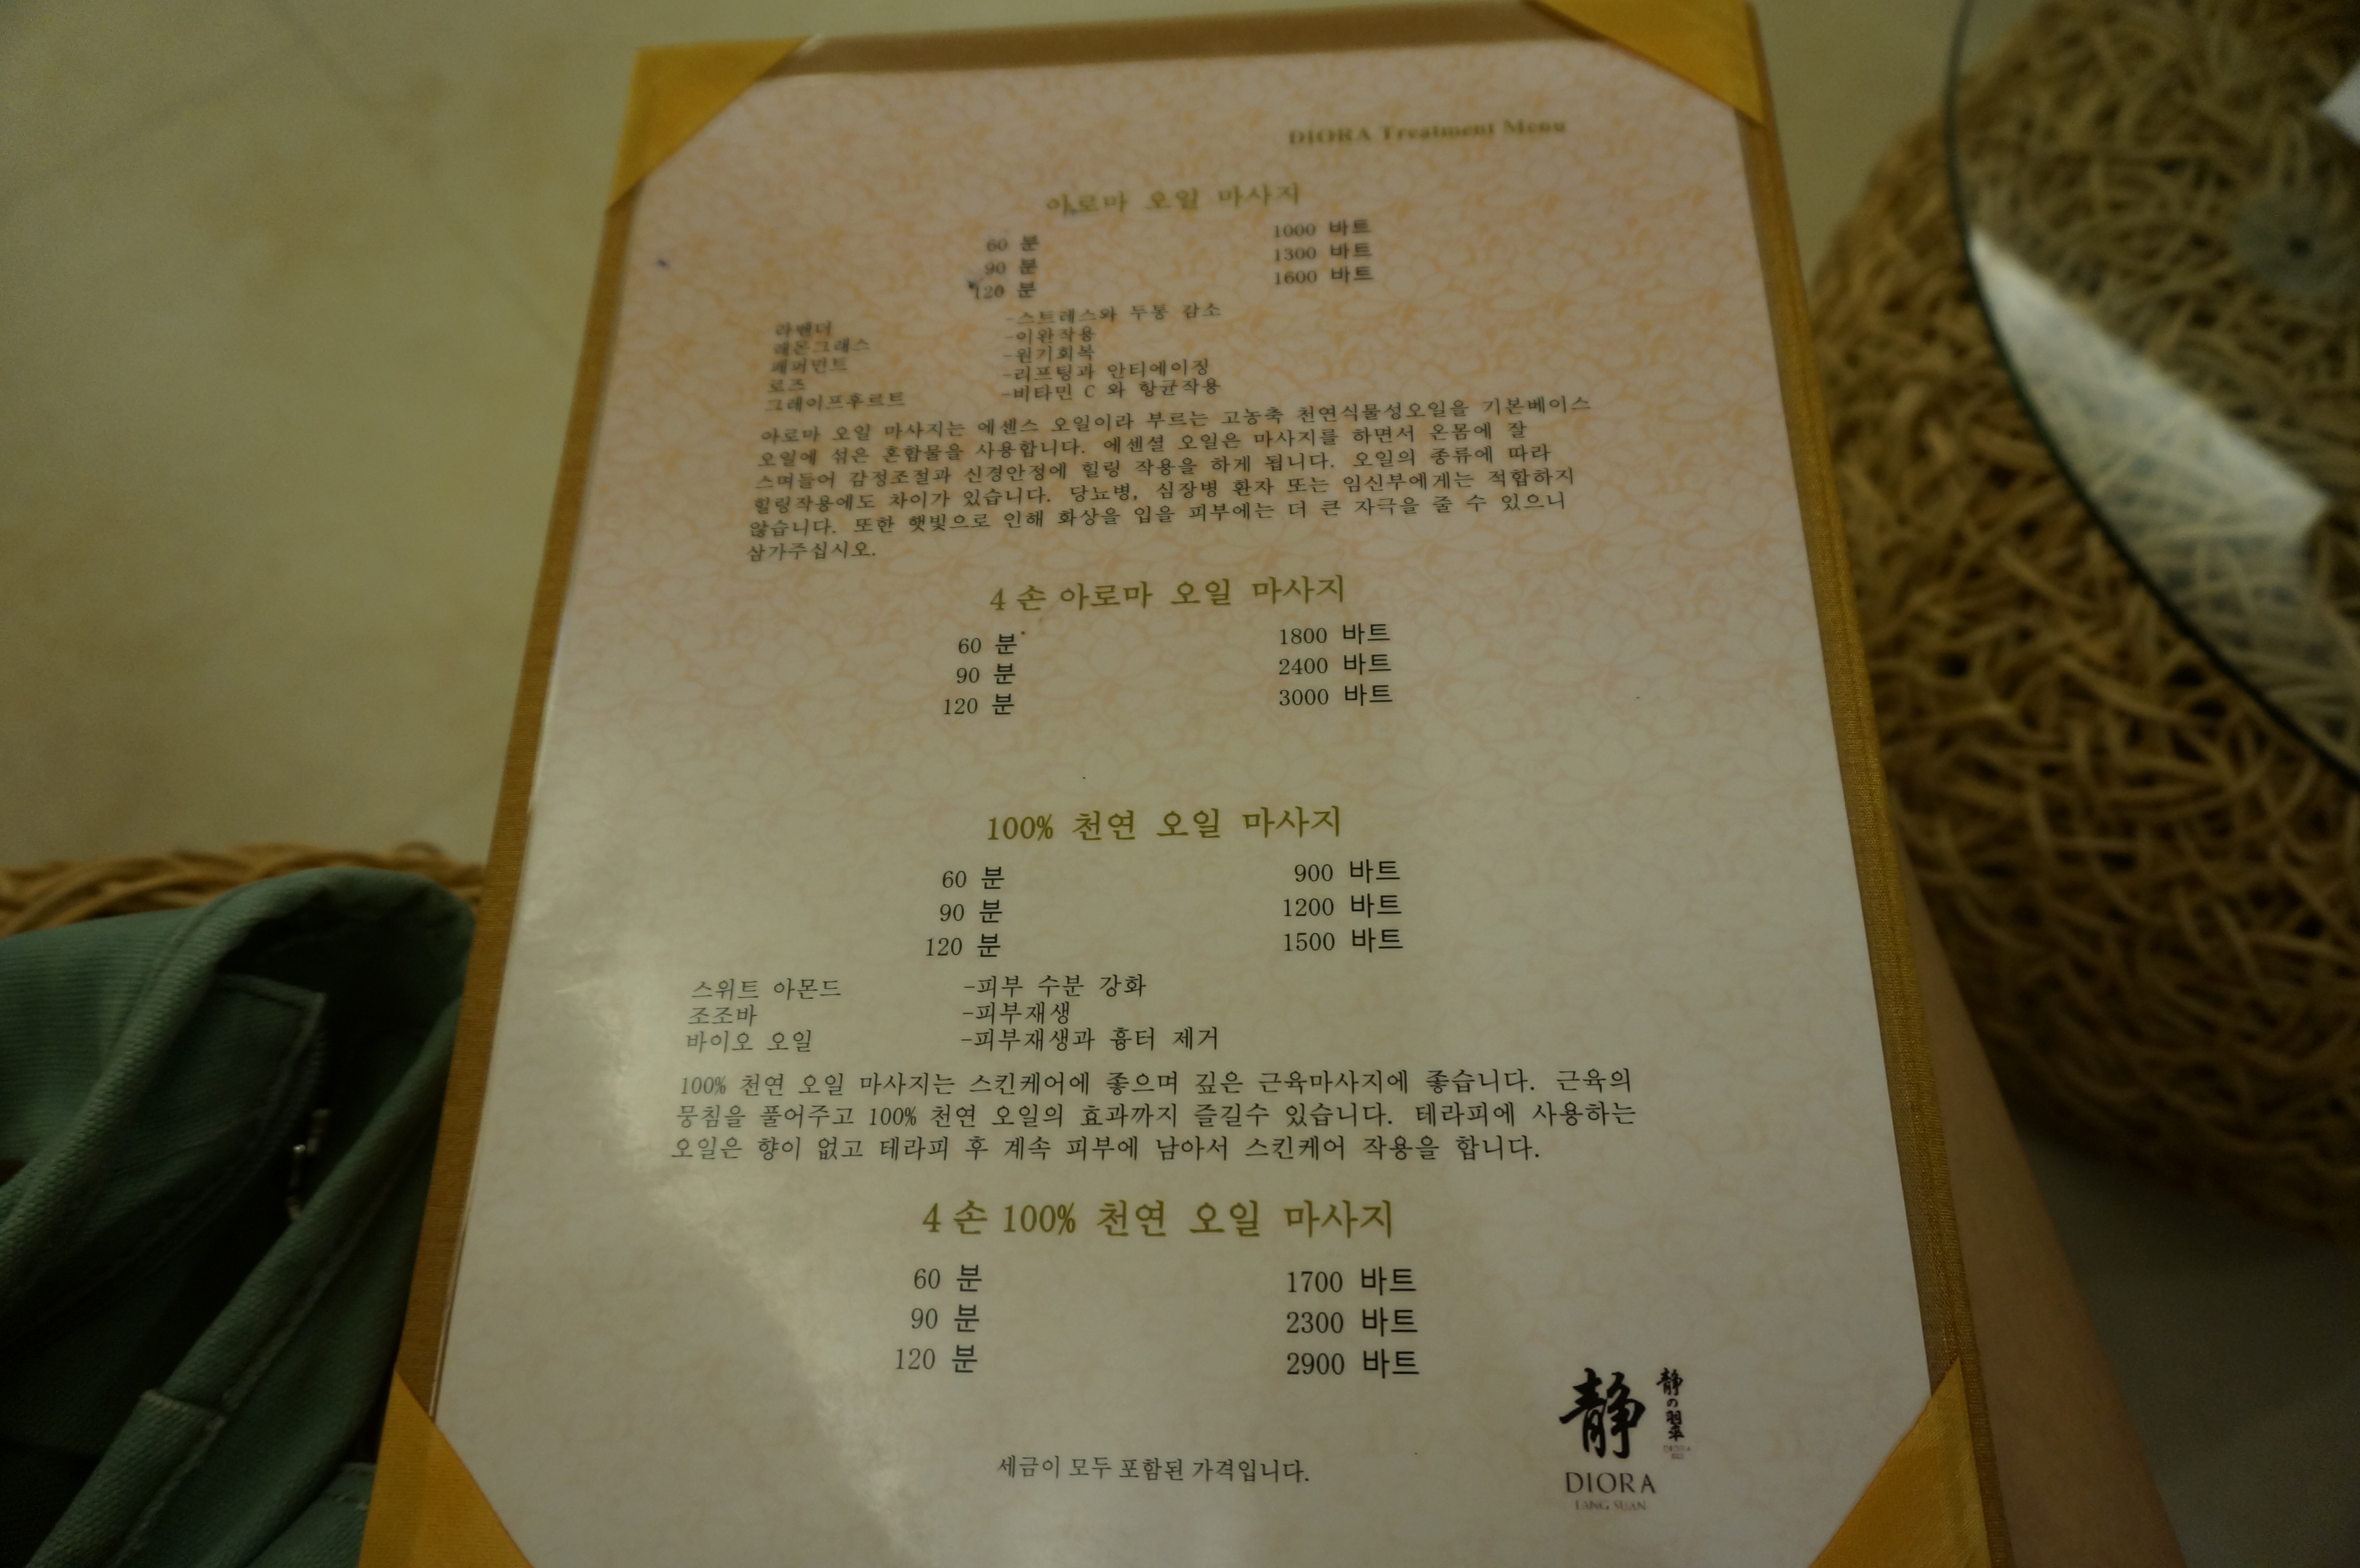 DIORA Treatment Menu
아로마 오일 마사지
60 분 1000 바트
90 분 1300 바트
120 분 1600 바트
라벤더 -스트레스와 두통 감소
레몬그래스 -이완작용
페퍼민트 -원기회복
로즈 -리프팅과 안티에이징
그레이프후르트 -비타민 C 와 항균작용
아로마 오일 마사지는 에센스 오일이라 부르는 고농축 천연식물성오일을 기본베이스
오일에 섞은 혼합물을 사용합니다. 에센셜 오일은 마사지를 하면서 온몸에 잘
스며들어 감정조절과 신경안정에 힐링 작용을 하게 됩니다. 오일의 종류에 따라
힐링작용에도 차이가 있습니다. 당뇨병, 심장병 환자 또는 임신부에게는 적합하지
않습니다. 또한 햇빛으로 인해 화상을 입을 피부에는 더 큰 자극을 줄 수 있으니
삼가주십시오.
4 손 아로마 오일 마사지
60 분 1800 바트
90 분 2400 바트
120 분 3000 바트
100% 천연 오일 마사지
60 분 900 바트
90 분 1200 바트
120 분 1500 바트
스위트 아몬드 -피부 수분 강화
조조바 -피부재생
바이오 오일 -피부재생과 흉터 제거
100% 천연 오일 마사지는 스킨케어에 좋으며 깊은 근육마사지에 좋습니다. 근육의
뭉침을 풀어주고 100% 천연 오일의 효과까지 즐길수 있습니다. 테라피에 사용하는
오일은 향이 없고 테라피 후 계속 피부에 남아서 스킨케어 작용을 합니다.
4 손 100% 천연 오일 마사지
60 분 1700 바트
90 분 2300 바트
120 분 2900 바트
세금이 모두 포함된 가격입니다.
静
DIORA
LANG SUAN